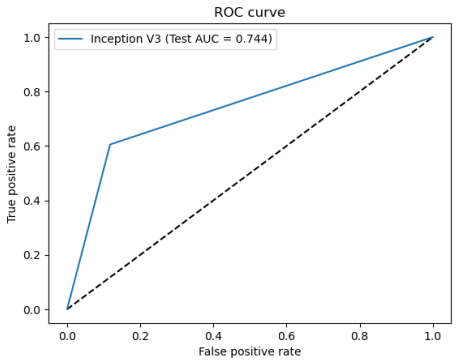 ROC curve
Inception V3 (Test AUC = 0.744)
True positive rate
1.0
0.8
0.6
0.4
0.2
0.0
0.0 0.2 0.4 0.6 0.8 1.0
False positive rate